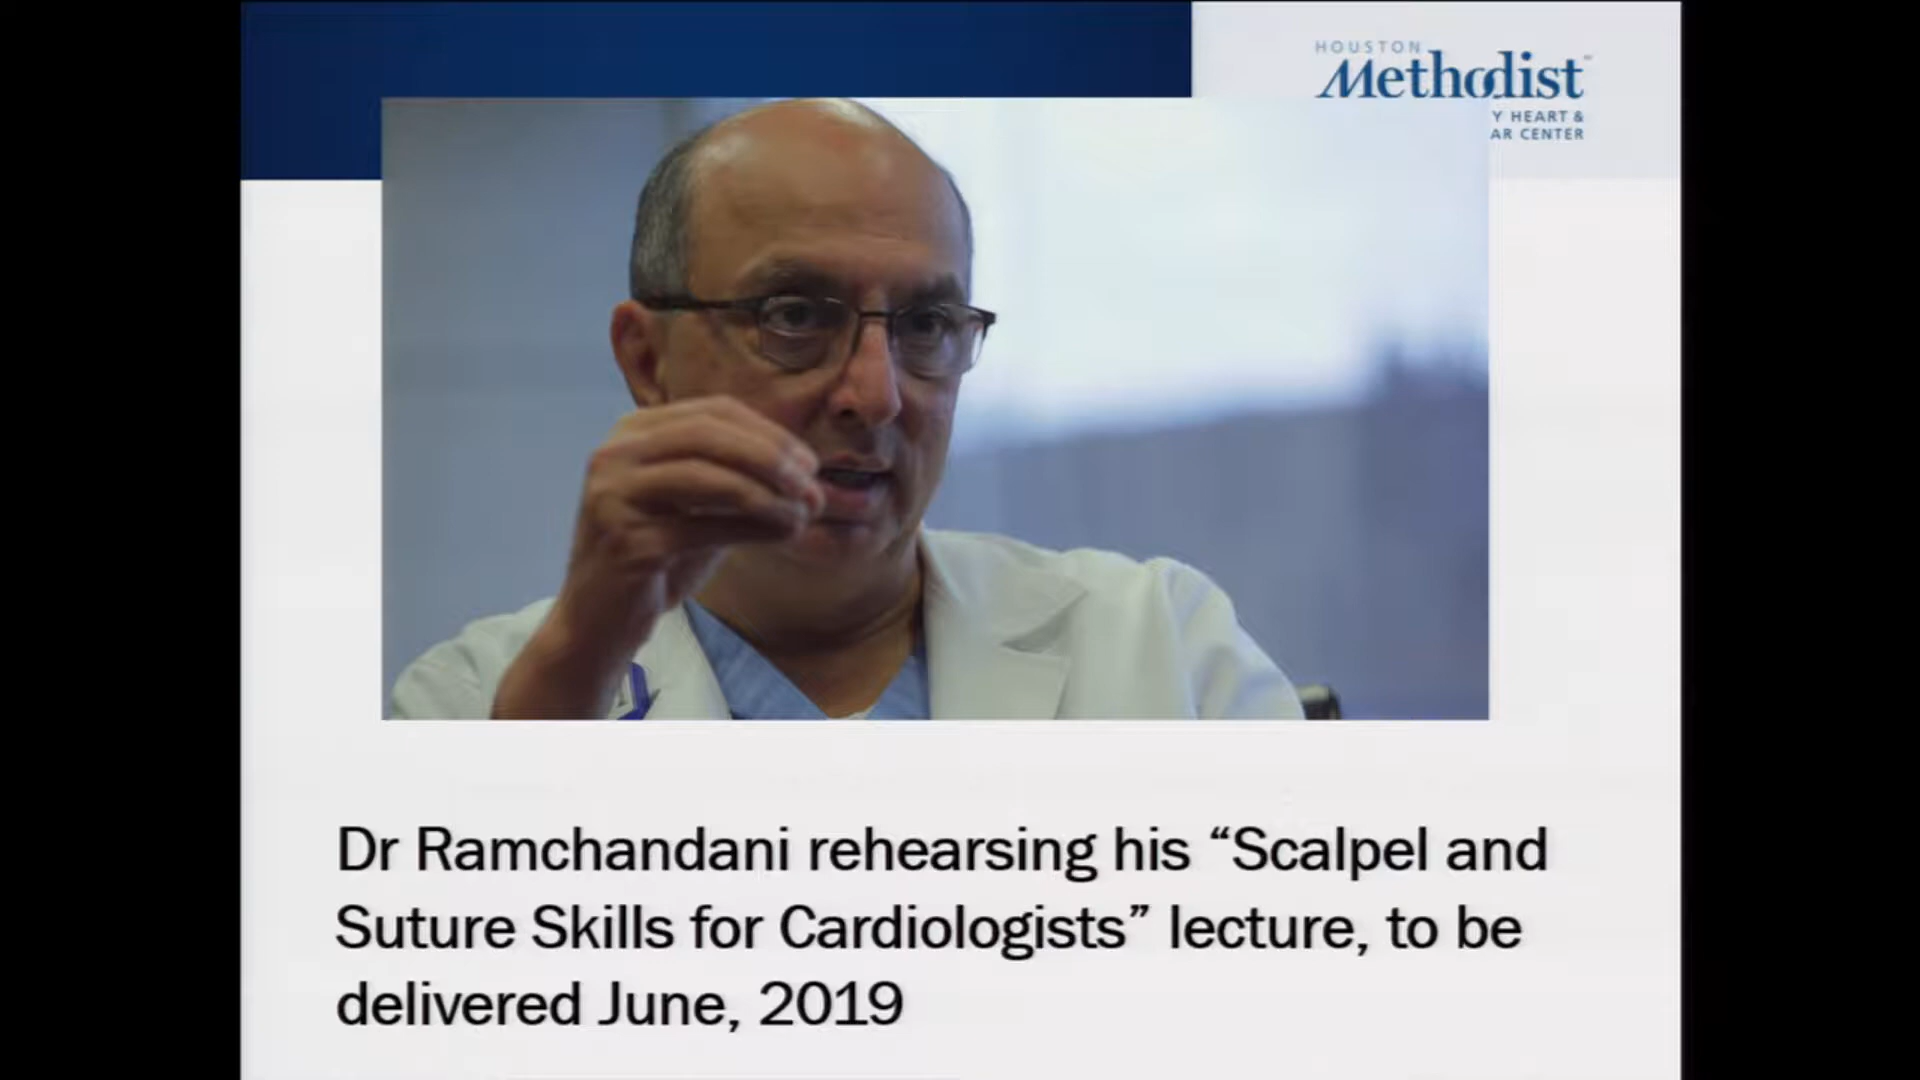 HOUSTON
Methodist
Y HEART &
AR CENTER
Dr Ramchandani rehearsing his “Scalpel and
Suture Skills for Cardiologists” lecture, to be
delivered June, 2019